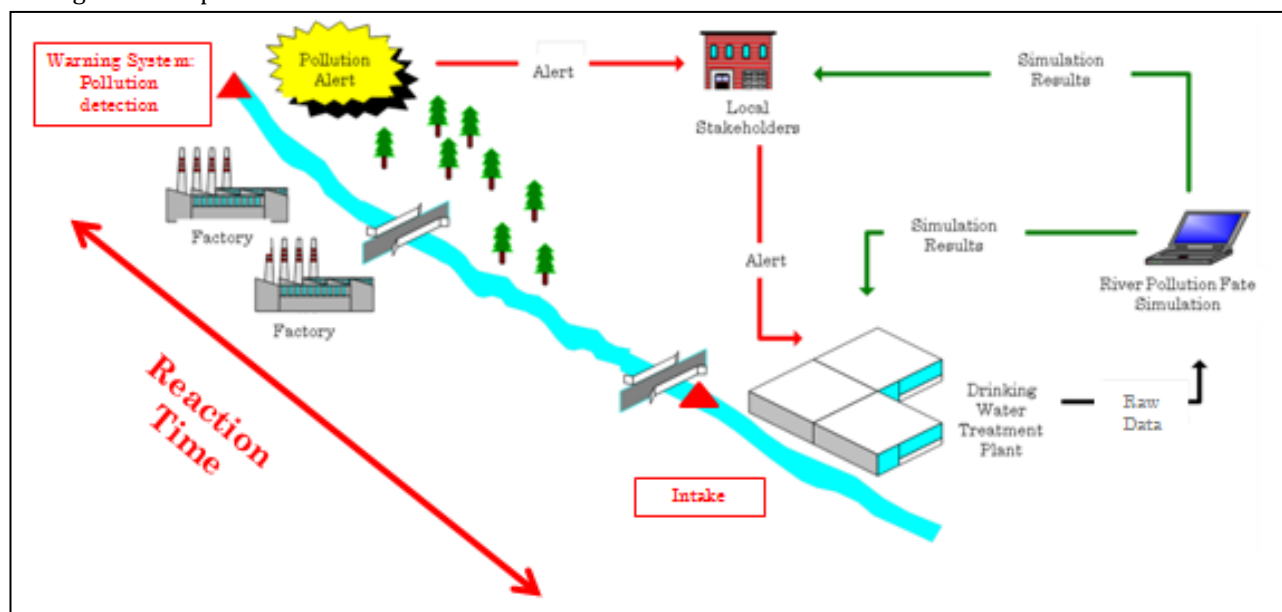 Warning System:
Pollution
detection
Pollution
Alert
Alert
Local
Stakeholders
Simulation
Results
Factory
Factory
Simulation
Results
Alert
River Pollution Fate
Simulation
Reaction
Time
Drinking
Water
Treatment
Plant
Raw
Data
Intake